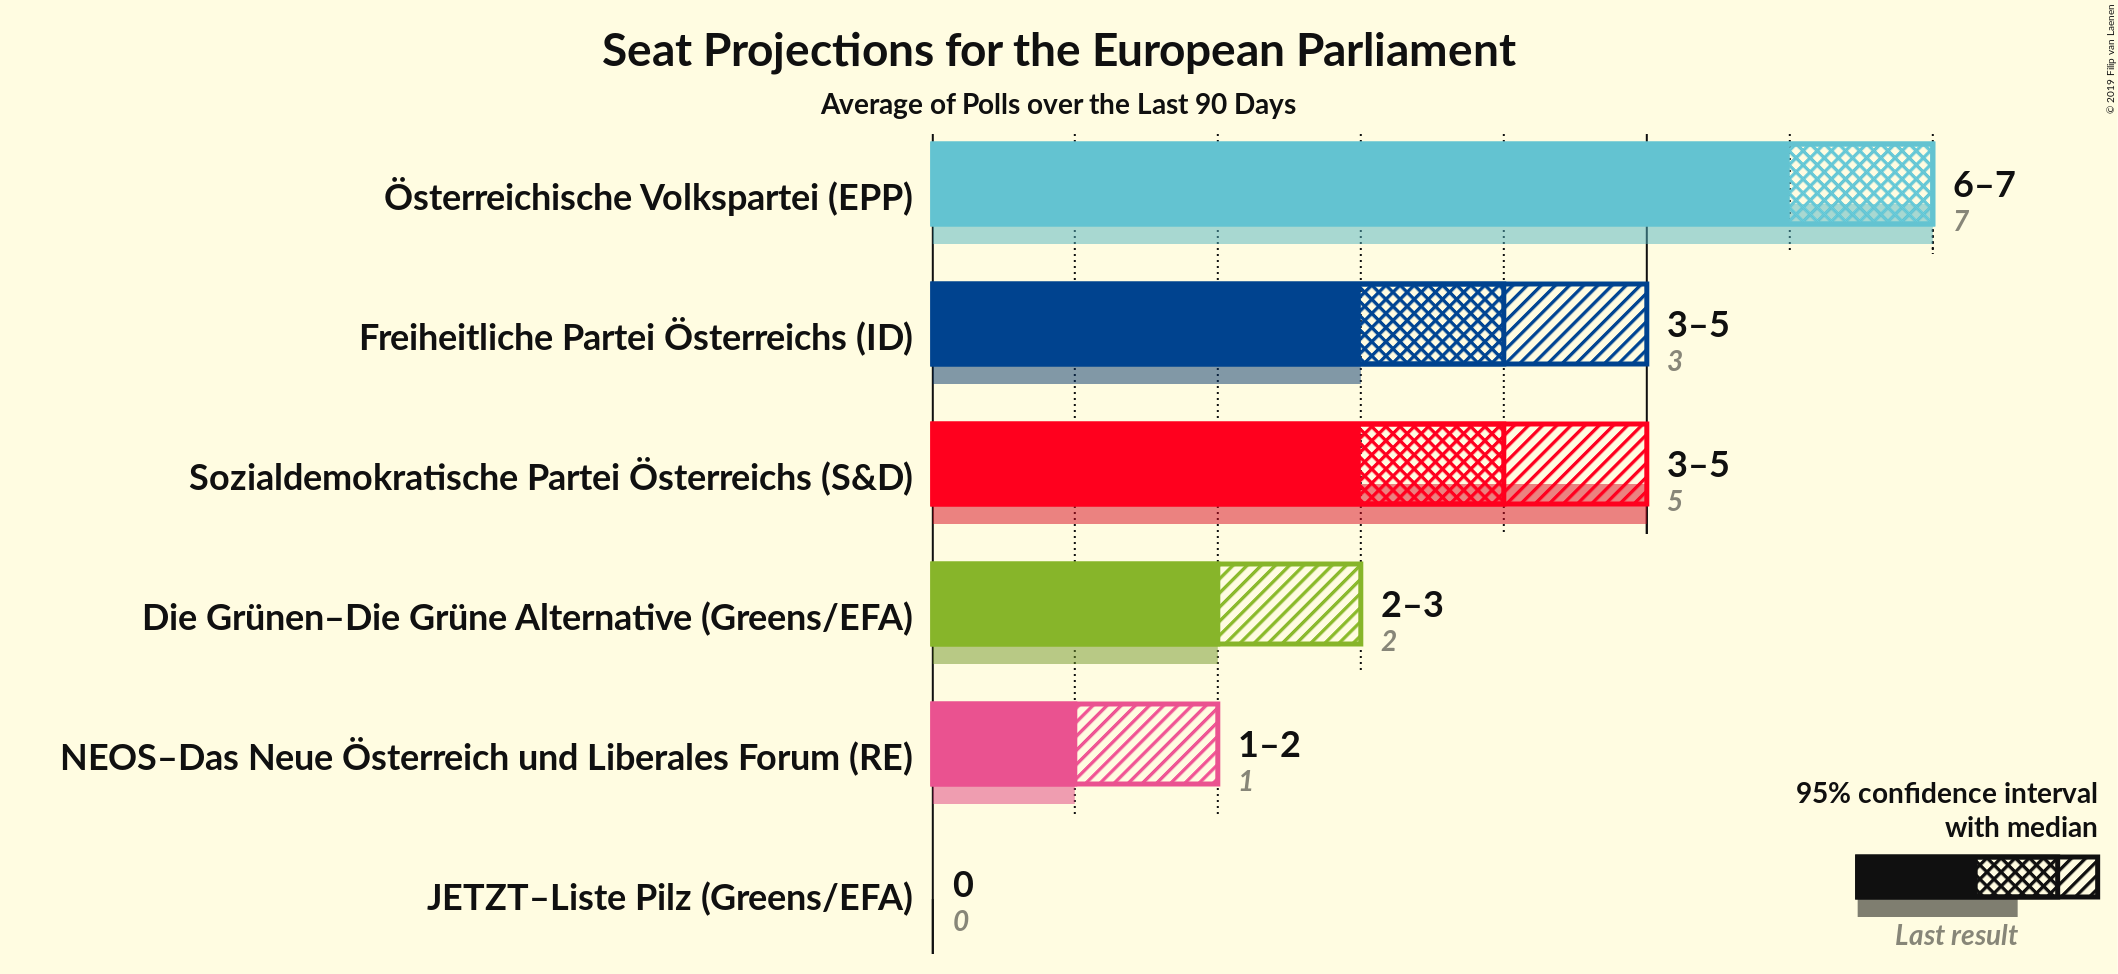 Seat Projections for the European Parliament
Average of Polls over the Last 90 Days
© 2019 Filip van Laenen
Österreichische Volkspartei (EPP)
6–7
7
Freiheitliche Partei Österreichs (ID)
3–5
3
Sozialdemokratische Partei Österreichs (S&D)
3–5
5
Die Grünen–Die Grüne Alternative (Greens/EFA)
2–3
2
NEOS–Das Neue Österreich und Liberales Forum (RE)
1–2
1
JETZT–Liste Pilz (Greens/EFA)
0
0
95% confidence interval
with median
Last result